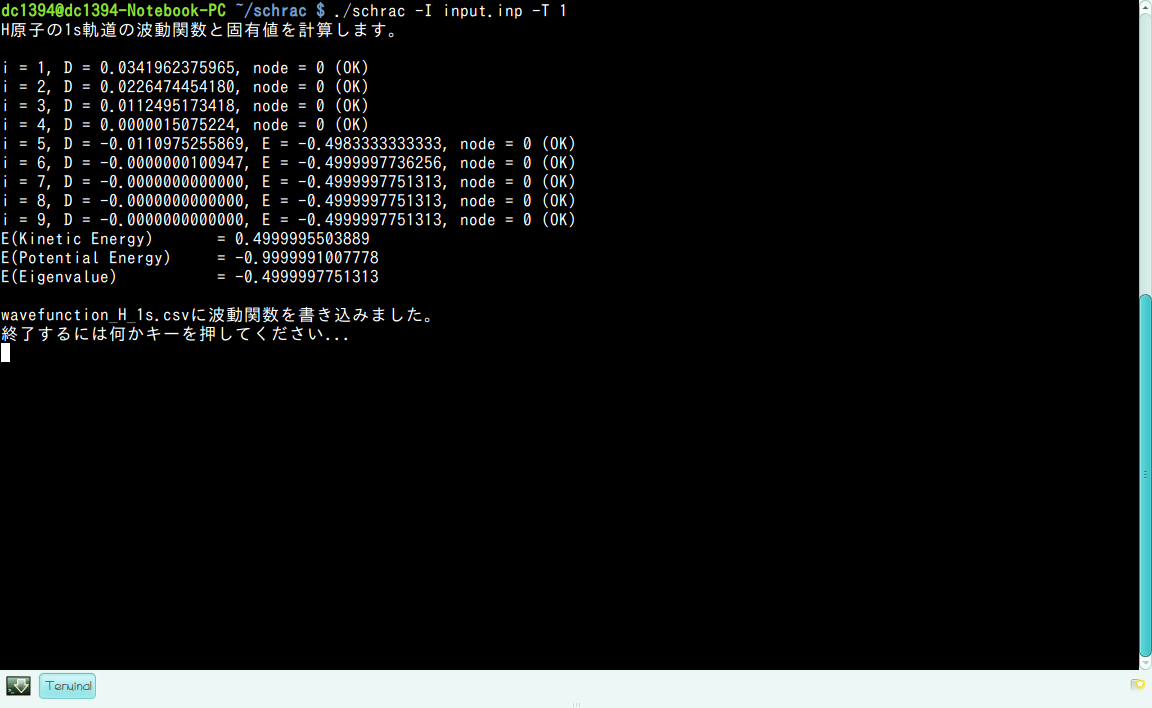 dc1394@dc1394-Notebook-PC ~/schrac $ ./schrac -I input.inp -T 1
H原子の1s軌道の波動関数と固有値を計算します。
i = 1, D = 0.0341962375965, node = 0 (OK)
i = 2, D = 0.0226474454180, node = 0 (OK)
i = 3, D = 0.0112495173418, node = 0 (OK)
i = 4, D = 0.0000015075224, node = 0 (OK)
i = 5, D = -0.0110975255869, E = -0.4983333333333, node = 0 (OK)
i = 6, D = -0.0000000100947, E = -0.4999997736256, node = 0 (OK)
i = 7, D = -0.0000000000000, E = -0.4999997751313, node = 0 (OK)
i = 8, D = -0.0000000000000, E = -0.4999997751313, node = 0 (OK)
i = 9, D = -0.0000000000000, E = -0.4999997751313, node = 0 (OK)
E(Kinetic Energy) = 0.4999995503889
E(Potential Energy) = -0.9999991007778
E(Eigenvalue) = -0.4999997751313
wavefunction_H_1s.csvに波動関数を書き込みました。
終了するには何かキーを押してください...
Terminal